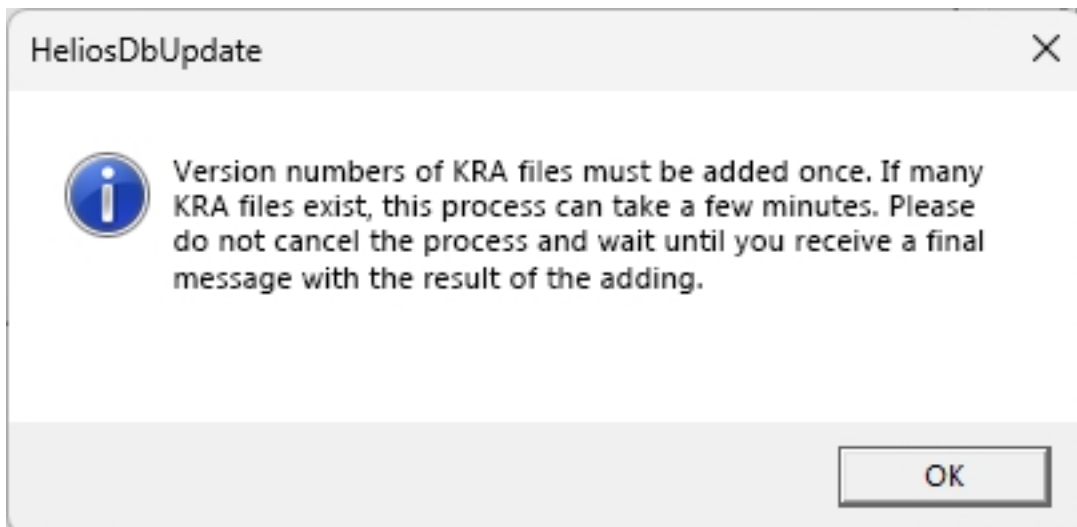 HeliosDbUpdate
Version numbers of KRA files must be added once. If many
KRA files exist, this process can take a few minutes. Please
do not cancel the process and wait until you receive a final
message with the result of the adding.
OK